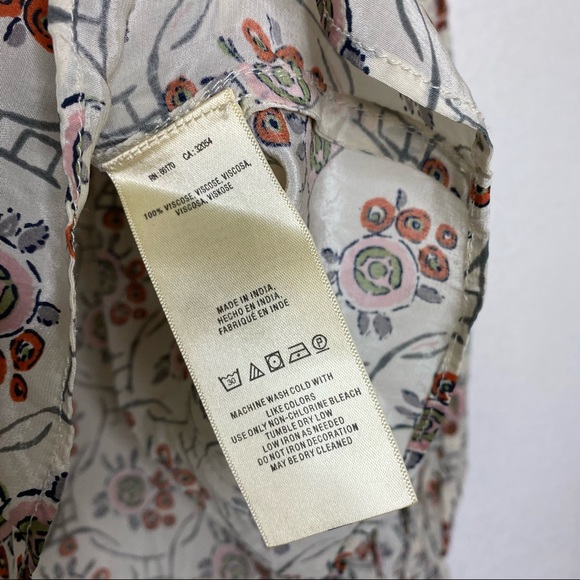 RN: 66170 CA: 32054
100% VISCOSE, VISCOSE, VISCOSA,
VISCOSA, VISKOSE
MADE IN INDIA,
HECHO EN INDIA,
FABRIQUÉ EN INDE
30 P
MACHINE WASH COLD WITH
LIKE COLORS
USE ONLY NON-CHLORINE BLEACH
TUMBLE DRY LOW
LOW IRON AS NEEDED
DO NOT IRON DECORATION
MAY BE DRY CLEANED